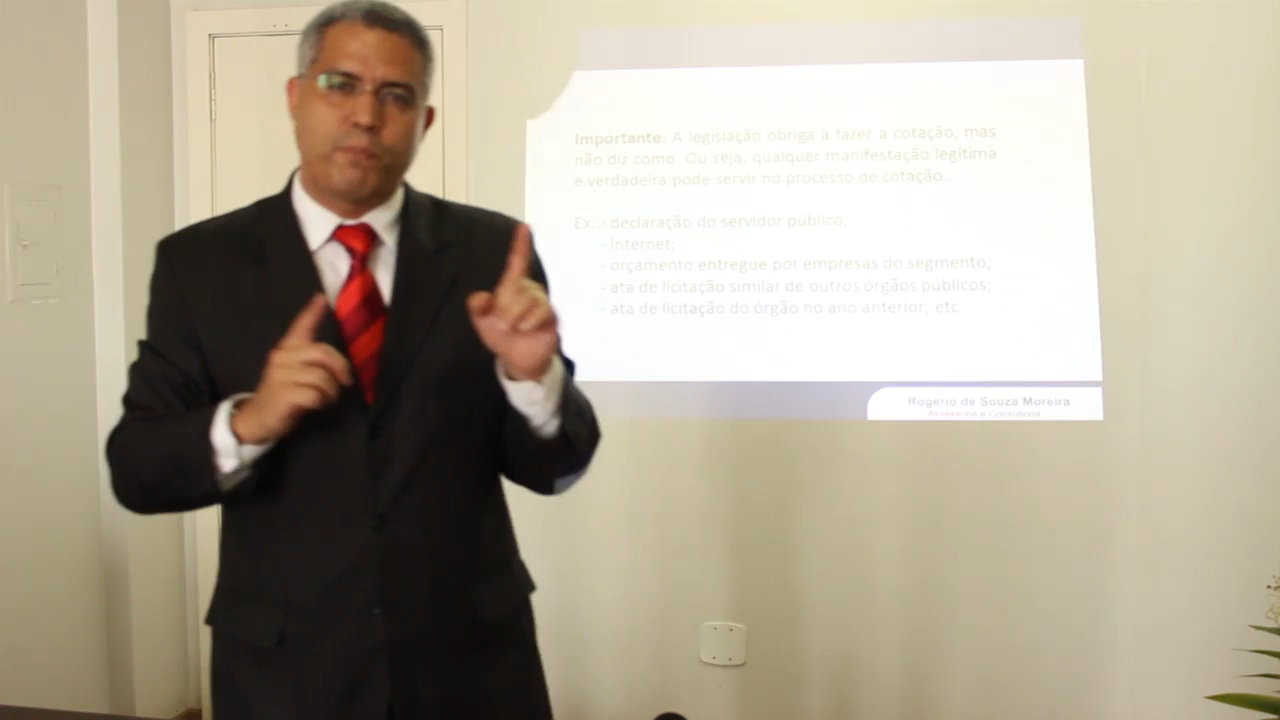 Importante: A legislação obriga a fazer a cotação, mas
não diz como. Ou seja, qualquer manifestação legítima
e verdadeira pode servir no processo de cotação.
Ex.:- declaração do servidor público;
- internet;
- orçamento entregue por empresas do segmento;
- ata de licitação similar de outros órgãos públicos;
- ata de licitação do órgão no ano anterior; etc
Rogério de Souza Moreira
Assessoria e Consultoria